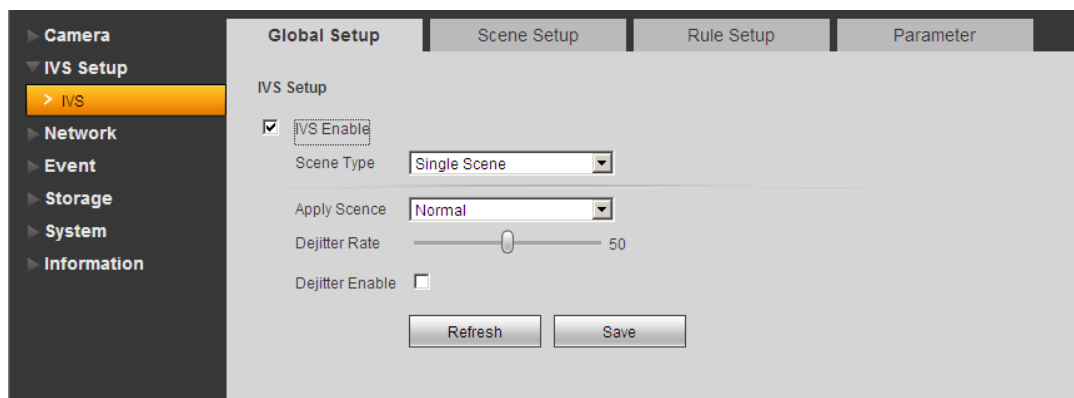 Camera
IVS Setup
> IVS
Network
Event
Storage
System
Information
Global Setup Scene Setup Rule Setup Parameter
IVS Setup
IVS Enable
Scene Type Single Scene
Apply Scence Normal
Dejitter Rate 50
Dejitter Enable
Refresh Save